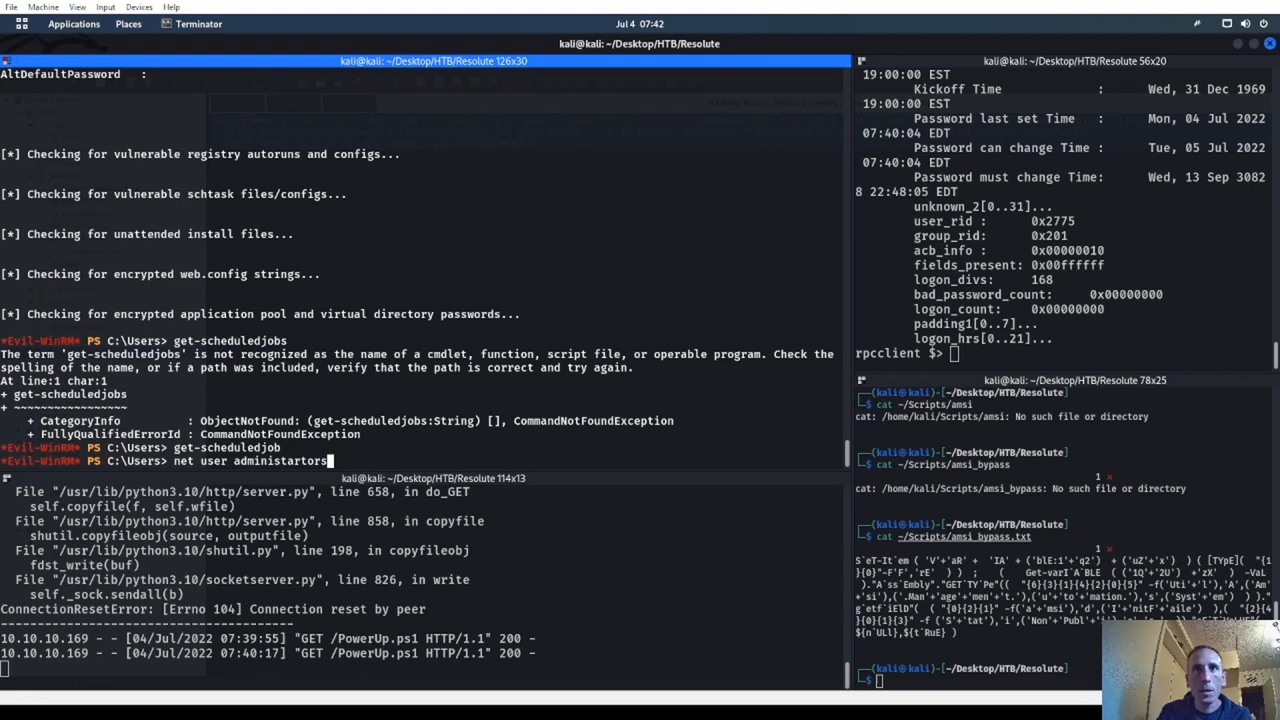 File Machine View Input Devices Help
Applications Places Terminator
Jul 4 07:42
kali@kali: ~/Desktop/HTB/Resolute
kali@kali: ~/Desktop/HTB/Resolute 126x30
AltDefaultPassword :
[*] Checking for vulnerable registry autoruns and configs...
[*] Checking for vulnerable schtask files/configs...
[*] Checking for unattended install files...
[*] Checking for encrypted web.config strings...
[*] Checking for encrypted application pool and virtual directory passwords...
*Evil-WinRM* PS C:\Users> get-scheduledjobs
The term 'get-scheduledjobs' is not recognized as the name of a cmdlet, function, script file, or operable program. Check the
spelling of the name, or if a path was included, verify that the path is correct and try again.
At line:1 char:1
+ get-scheduledjobs
+ ~~~~~~~~~~~~~~~~~
+ CategoryInfo : ObjectNotFound: (get-scheduledjobs:String) [], CommandNotFoundException
+ FullyQualifiedErrorId : CommandNotFoundException
*Evil-WinRM* PS C:\Users> get-scheduledjob
*Evil-WinRM* PS C:\Users> net user administartors
kali@kali: ~/Desktop/HTB/Resolute 114x13
File "/usr/lib/python3.10/http/server.py", line 658, in do_GET
self.copyfile(f, self.wfile)
File "/usr/lib/python3.10/http/server.py", line 858, in copyfile
shutil.copyfileobj(source, outputfile)
File "/usr/lib/python3.10/shutil.py", line 198, in copyfileobj
fdst_write(buf)
File "/usr/lib/python3.10/socketserver.py", line 826, in write
self._sock.sendall(b)
ConnectionResetError: [Errno 104] Connection reset by peer
----------------------------------------
10.10.10.169 - - [04/Jul/2022 07:39:55] "GET /PowerUp.ps1 HTTP/1.1" 200 -
10.10.10.169 - - [04/Jul/2022 07:40:17] "GET /PowerUp.ps1 HTTP/1.1" 200 -
kali@kali: ~/Desktop/HTB/Resolute 56x20
19:00:00 EST
Kickoff Time : Wed, 31 Dec 1969
19:00:00 EST
Password last set Time : Mon, 04 Jul 2022
07:40:04 EDT
Password can change Time : Tue, 05 Jul 2022
07:40:04 EDT
Password must change Time: Wed, 13 Sep 3082
8 22:48:05 EDT
unknown_2[0..31]...
user_rid : 0x2775
group_rid: 0x201
acb_info : 0x00000010
fields_present: 0x00ffffff
logon_divs: 168
bad_password_count: 0x00000000
logon_count: 0x00000000
padding1[0..7]...
logon_hrs[0..21]...
rpcclient $>
kali@kali: ~/Desktop/HTB/Resolute 78x25
(kali㉿kali)-[~/Desktop/HTB/Resolute]
$ cat ~/Scripts/amsi
cat: /home/kali/Scripts/amsi: No such file or directory
(kali㉿kali)-[~/Desktop/HTB/Resolute]
$ cat ~/Scripts/amsi_bypass
1 ⨯
cat: /home/kali/Scripts/amsi_bypass: No such file or directory
(kali㉿kali)-[~/Desktop/HTB/Resolute]
$ cat ~/Scripts/amsi_bypass.txt
1 ⨯
(kali㉿kali)-[~/Desktop/HTB/Resolute]
$